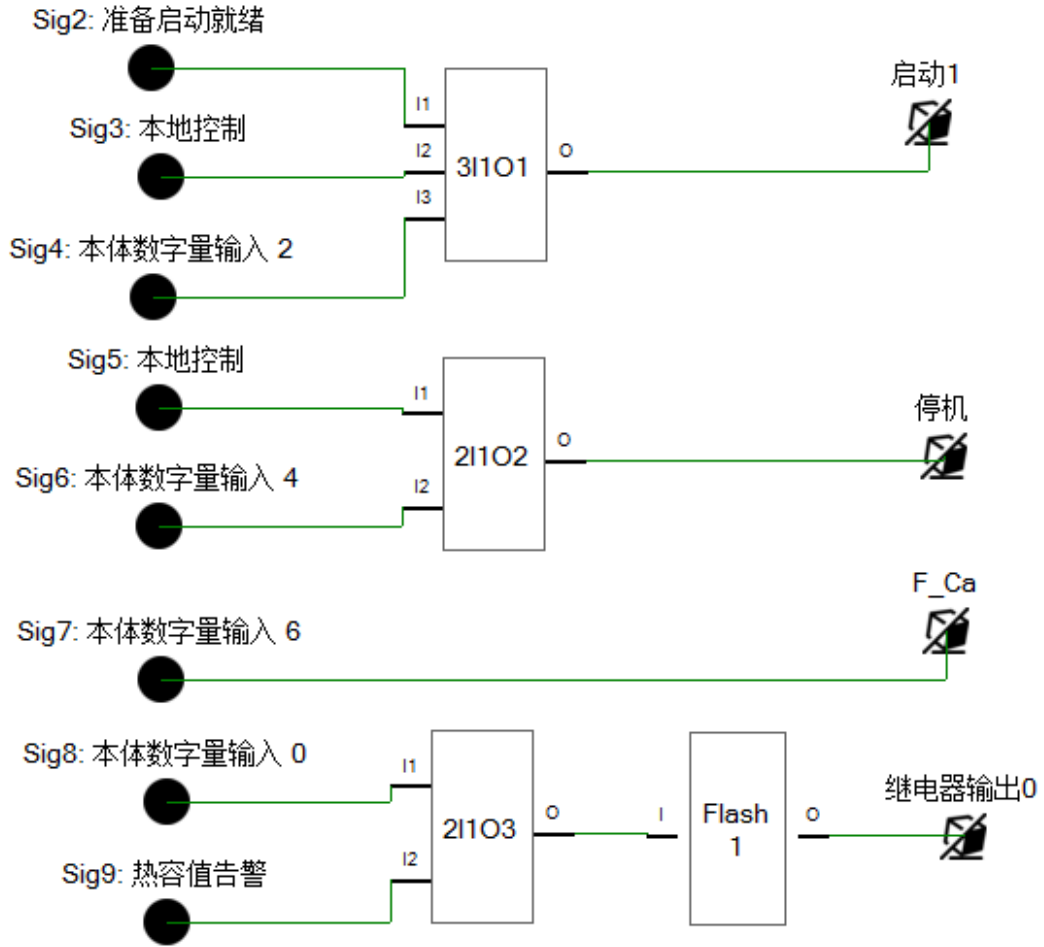 Sig2: 准备启动就绪
启动1
I1
Sig3: 本地控制
I2
3I1O1
O
I3
Sig4: 本体数字量输入 2
Sig5: 本地控制
I1
停机
2I1O2
O
Sig6: 本体数字量输入 4
I2
F_Ca
Sig7: 本体数字量输入 6
Sig8: 本体数字量输入 0
I1
继电器输出0
2I1O3
O
I
Flash
1
O
I2
Sig9: 热容值告警